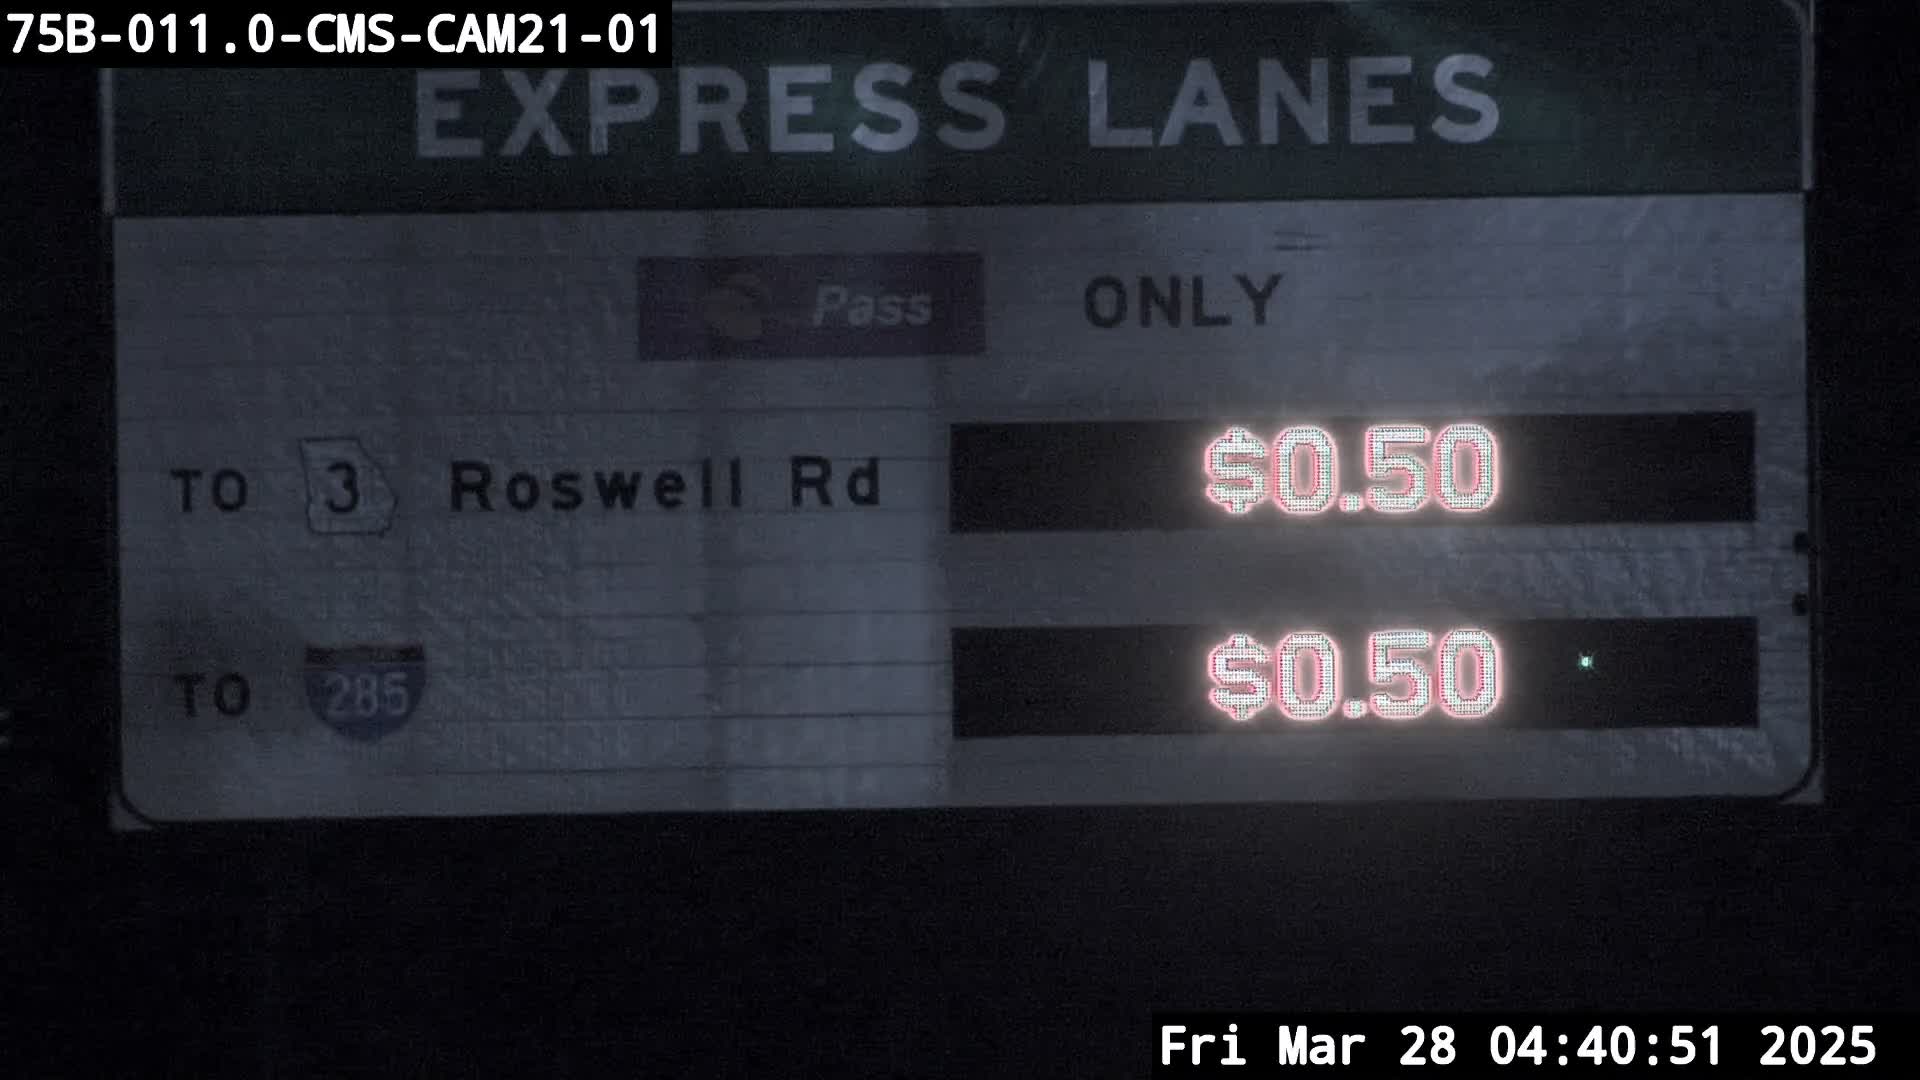 75B-011.0-CMS-CAM21-01
EXPRESS LANES
Pass ONLY
TO 3 Roswell Rd $0.50
TO 285 $0.50
Fri Mar 28 04:40:51 2025